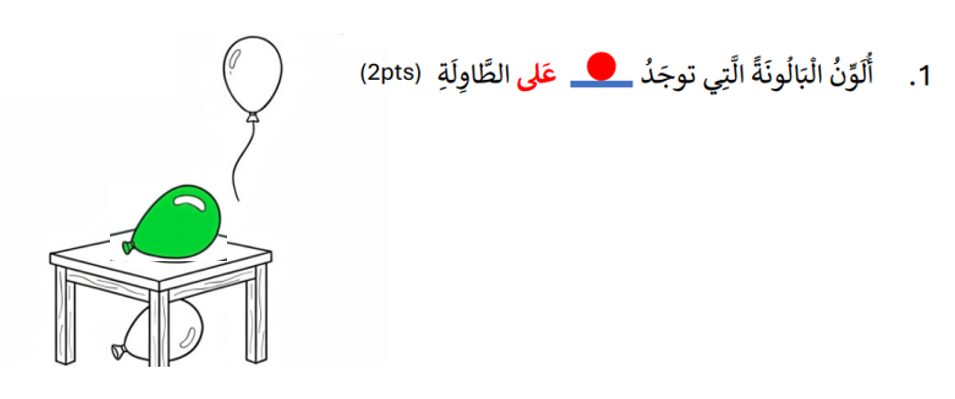 1. أُلَوِّنُ الْبَالُونَةً الَّتِي توجَدُ عَلى الطَّاوِلَةِ (2pts)